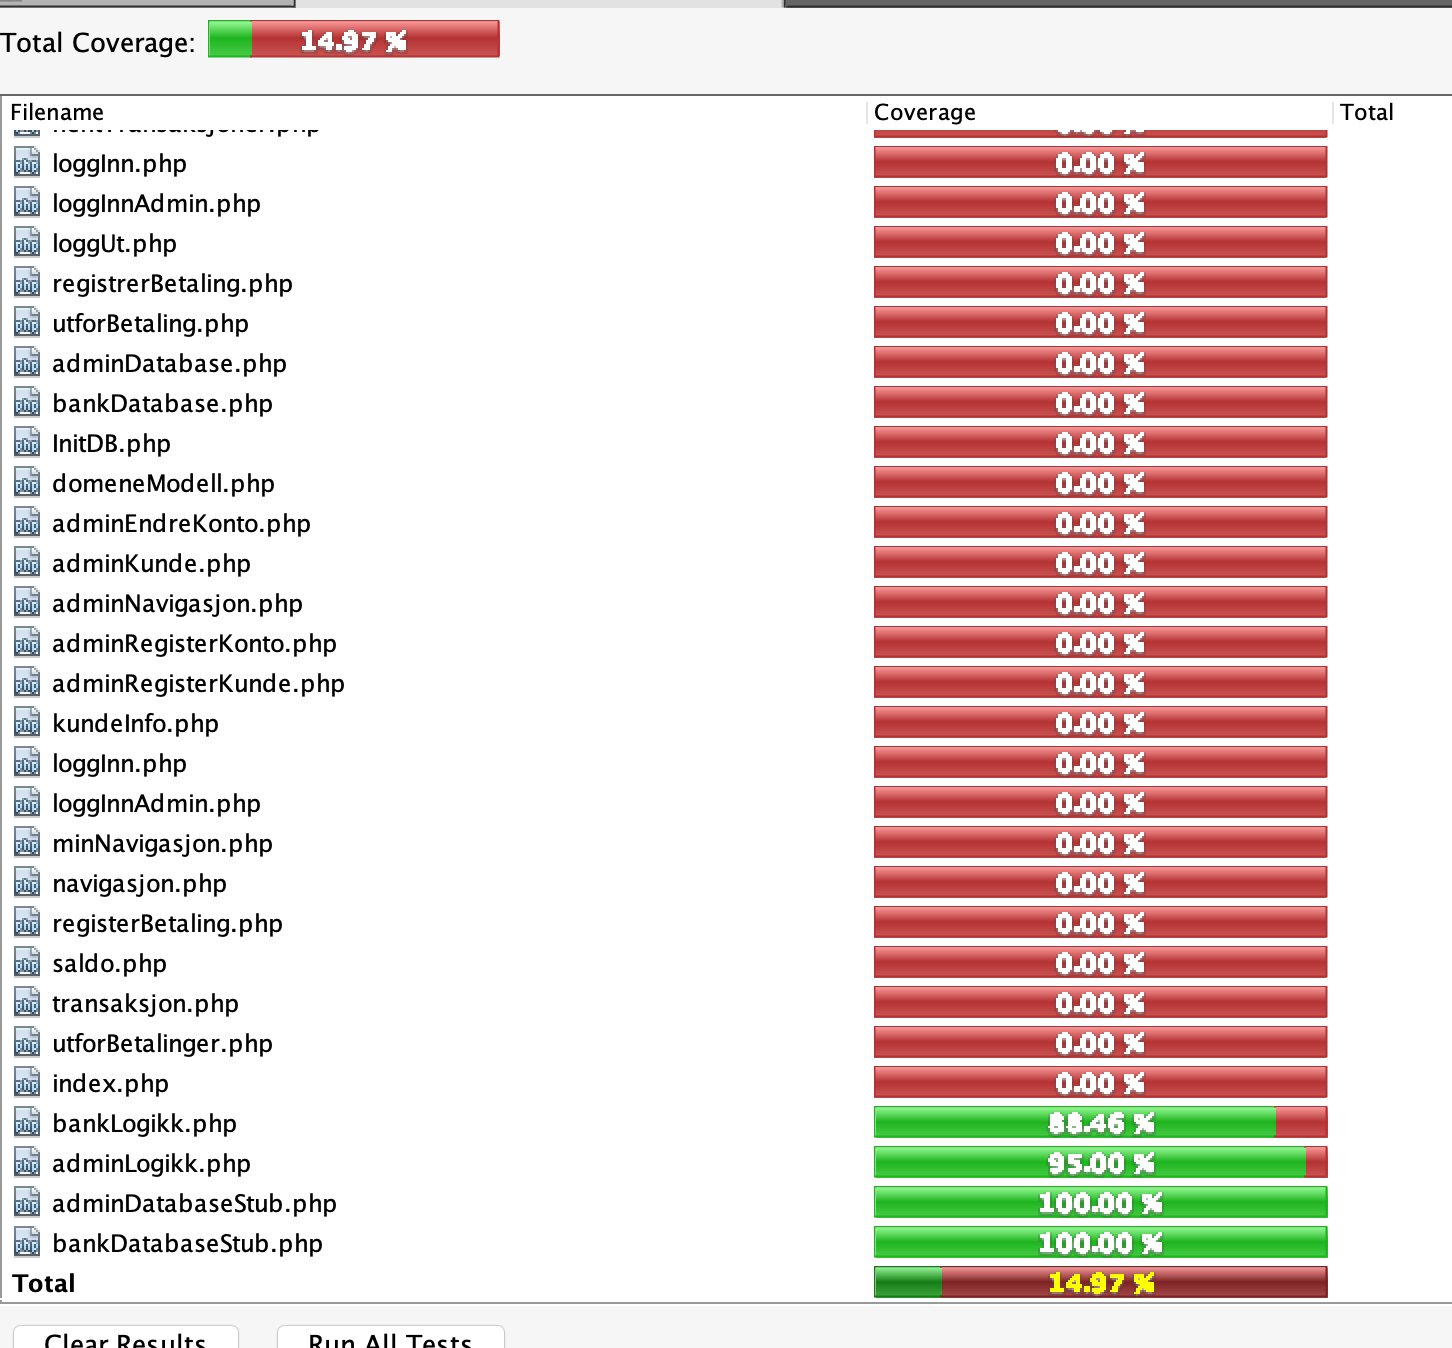 Total Coverage: 14.97 %
Filename Coverage Total
loggInn.php 0.00 %
loggInnAdmin.php 0.00 %
loggUt.php 0.00 %
registrerBetaling.php 0.00 %
utforBetaling.php 0.00 %
adminDatabase.php 0.00 %
bankDatabase.php 0.00 %
InitDB.php 0.00 %
domeneModell.php 0.00 %
adminEndreKonto.php 0.00 %
adminKunde.php 0.00 %
adminNavigasjon.php 0.00 %
adminRegisterKonto.php 0.00 %
adminRegisterKunde.php 0.00 %
kundeInfo.php 0.00 %
loggInn.php 0.00 %
loggInnAdmin.php 0.00 %
minNavigasjon.php 0.00 %
navigasjon.php 0.00 %
registerBetaling.php 0.00 %
saldo.php 0.00 %
transaksjon.php 0.00 %
utforBetalinger.php 0.00 %
index.php 0.00 %
bankLogikk.php 88.46 %
adminLogikk.php 95.00 %
adminDatabaseStub.php 100.00 %
bankDatabaseStub.php 100.00 %
Total 14.97 %
Clear Results Run All Tests